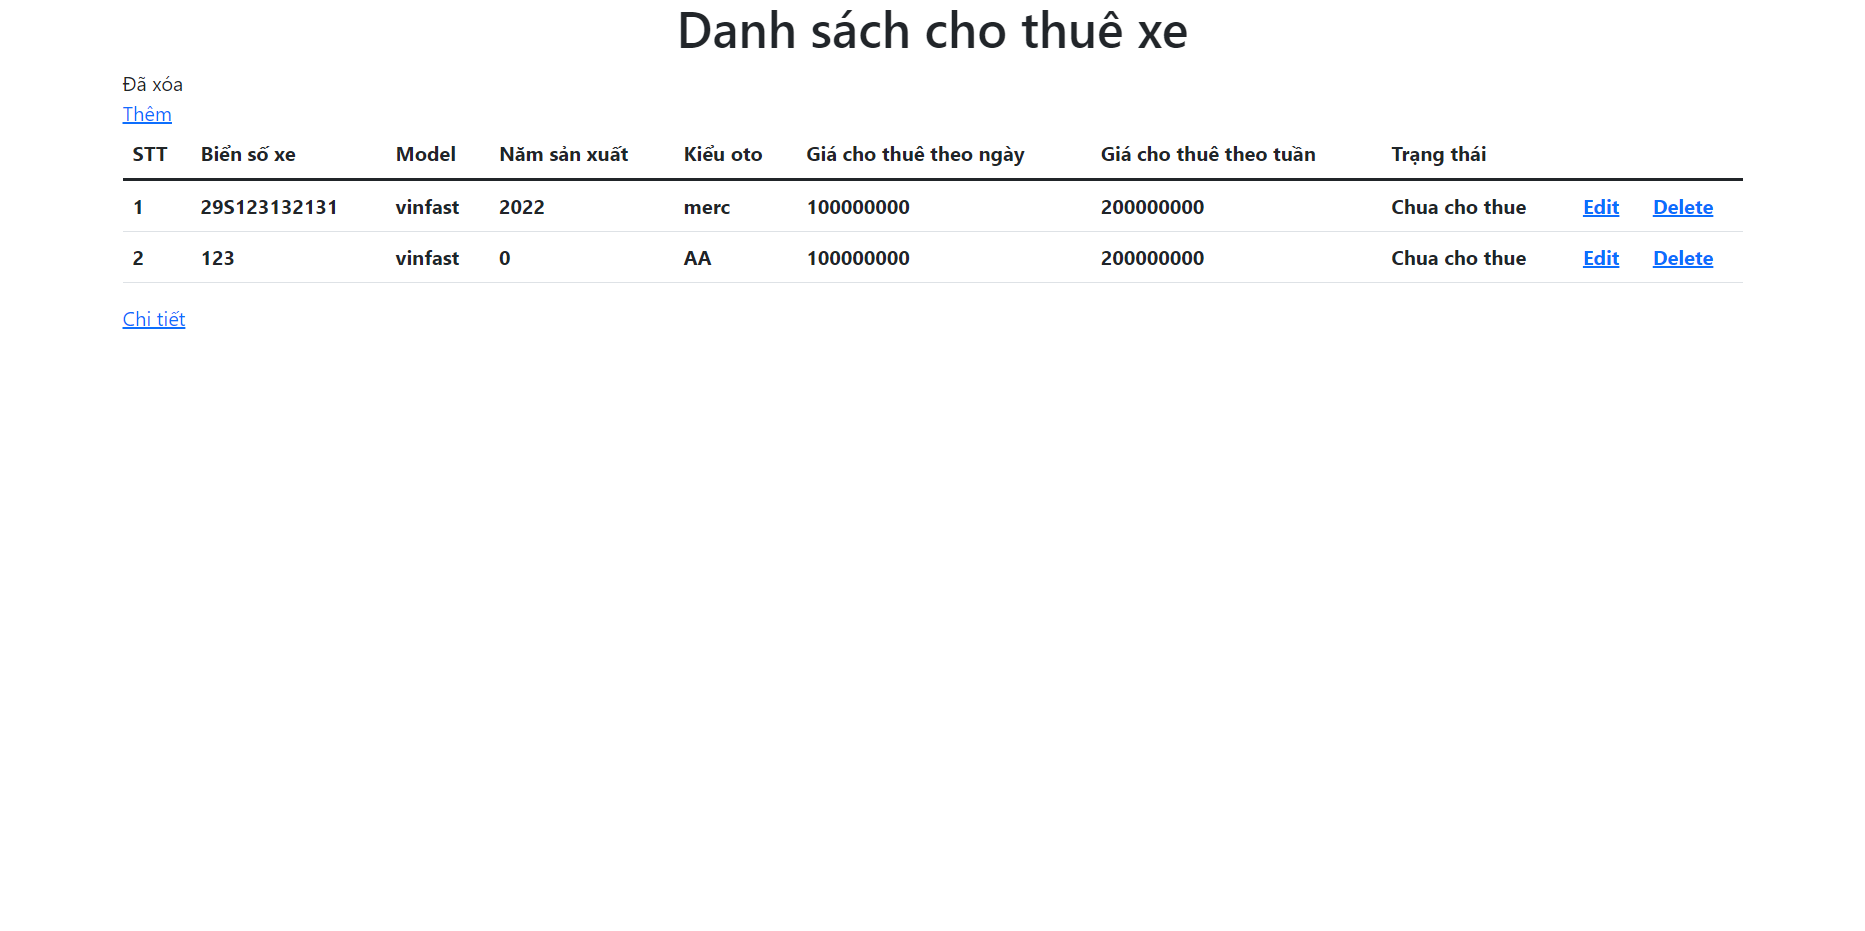 Danh sách cho thuê xe
Đã xóa
Thêm
STT Biển số xe Model Năm sản xuất Kiểu oto Giá cho thuê theo ngày Giá cho thuê theo tuần Trạng thái
1 29S123132131 vinfast 2022 merc 100000000 200000000 Chua cho thue Edit Delete
2 123 vinfast 0 AA 100000000 200000000 Chua cho thue Edit Delete
Chi tiết